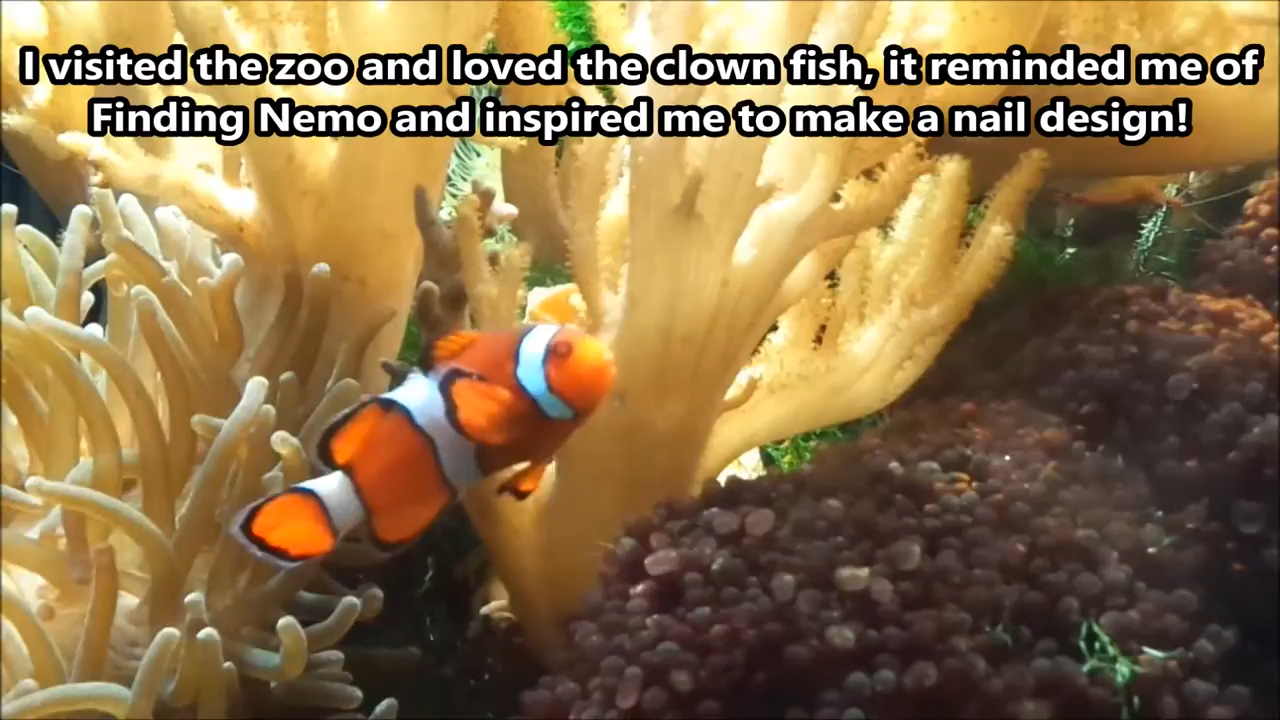 I visited the zoo and loved the clown fish, it reminded me of
Finding Nemo and inspired me to make a nail design!